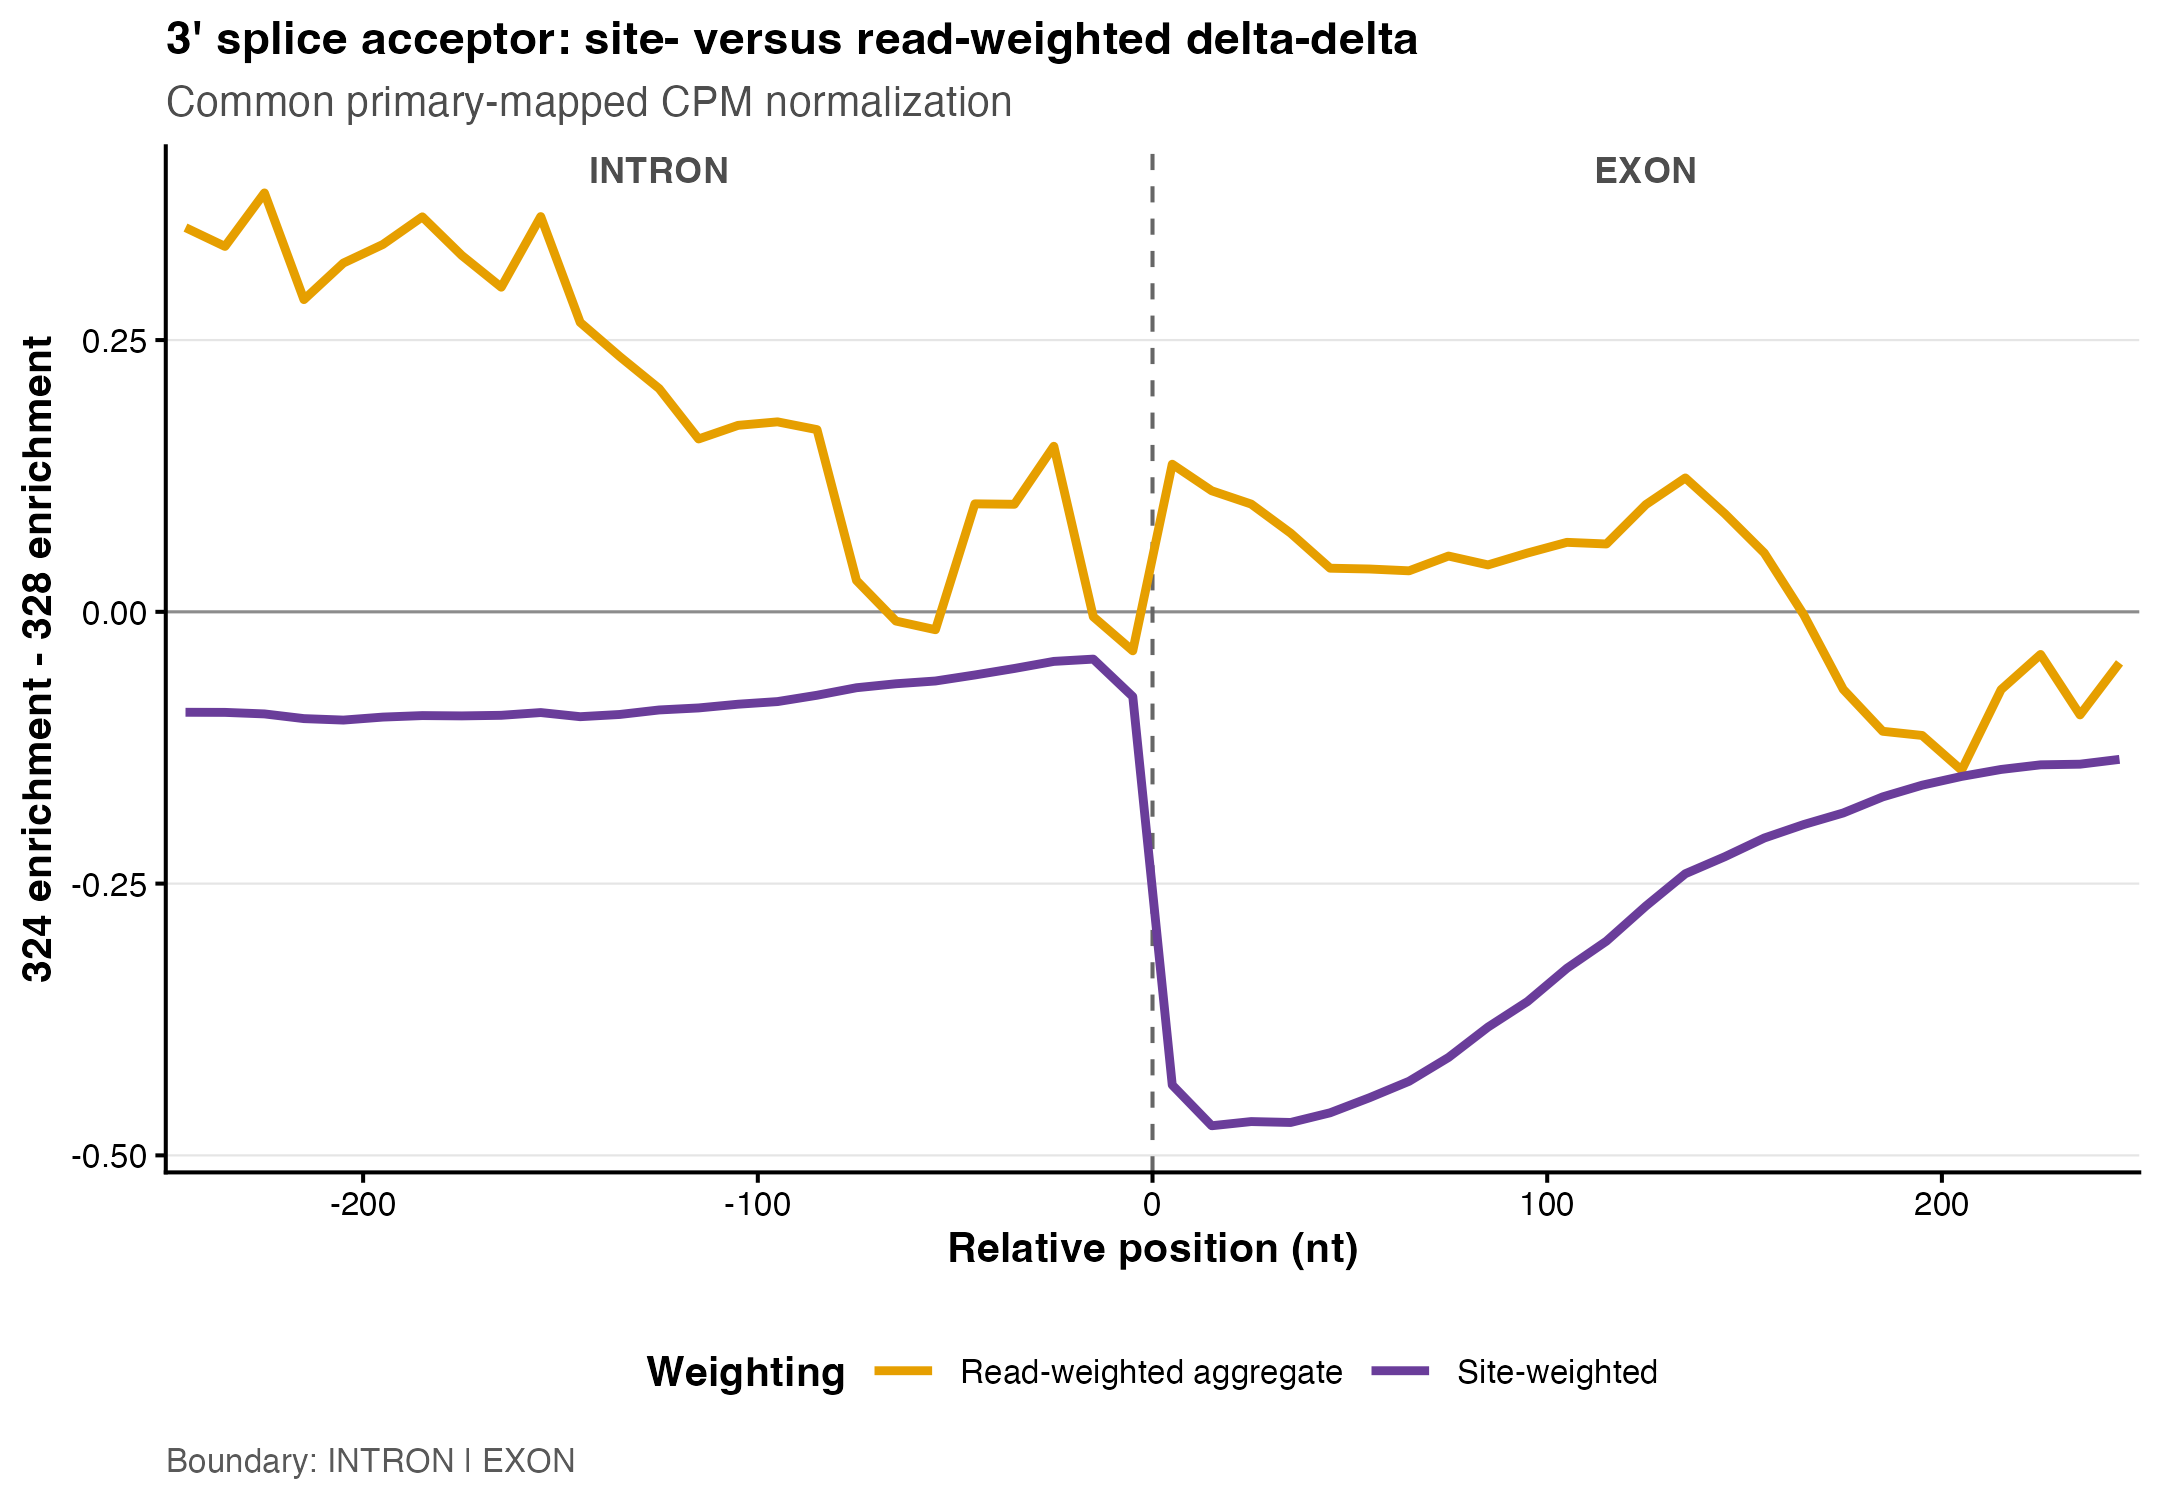 3' splice acceptor: site- versus read-weighted delta-delta
Common primary-mapped CPM normalization
INTRON
EXON
324 enrichment - 328 enrichment
0.25
0.00
-0.25
-0.50
-200
-100
0
100
200
Relative position (nt)
Weighting
Read-weighted aggregate
Site-weighted
Boundary: INTRON | EXON